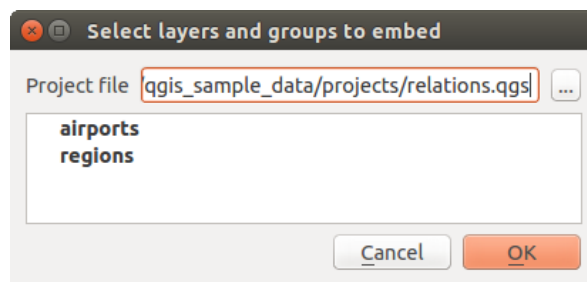 Select layers and groups to embed
Project file /qgis_sample_data/projects/relations.qgs ...
airports
regions
Cancel OK